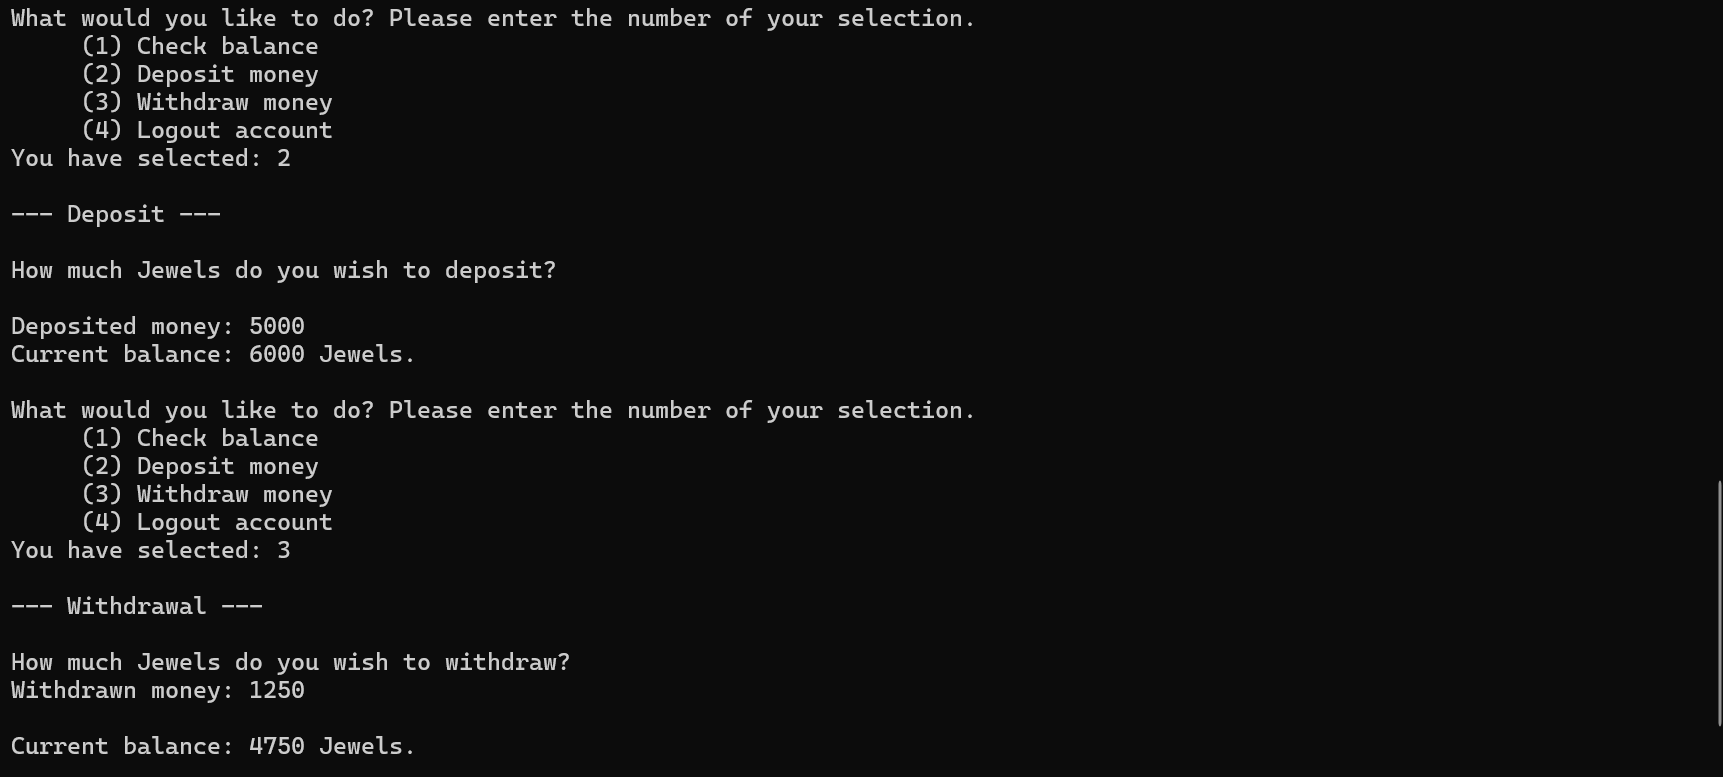 What would you like to do? Please enter the number of your selection.
(1) Check balance
(2) Deposit money
(3) Withdraw money
(4) Logout account
You have selected: 2
--- Deposit ---
How much Jewels do you wish to deposit?
Deposited money: 5000
Current balance: 6000 Jewels.
What would you like to do? Please enter the number of your selection.
(1) Check balance
(2) Deposit money
(3) Withdraw money
(4) Logout account
You have selected: 3
--- Withdrawal ---
How much Jewels do you wish to withdraw?
Withdrawn money: 1250
Current balance: 4750 Jewels.